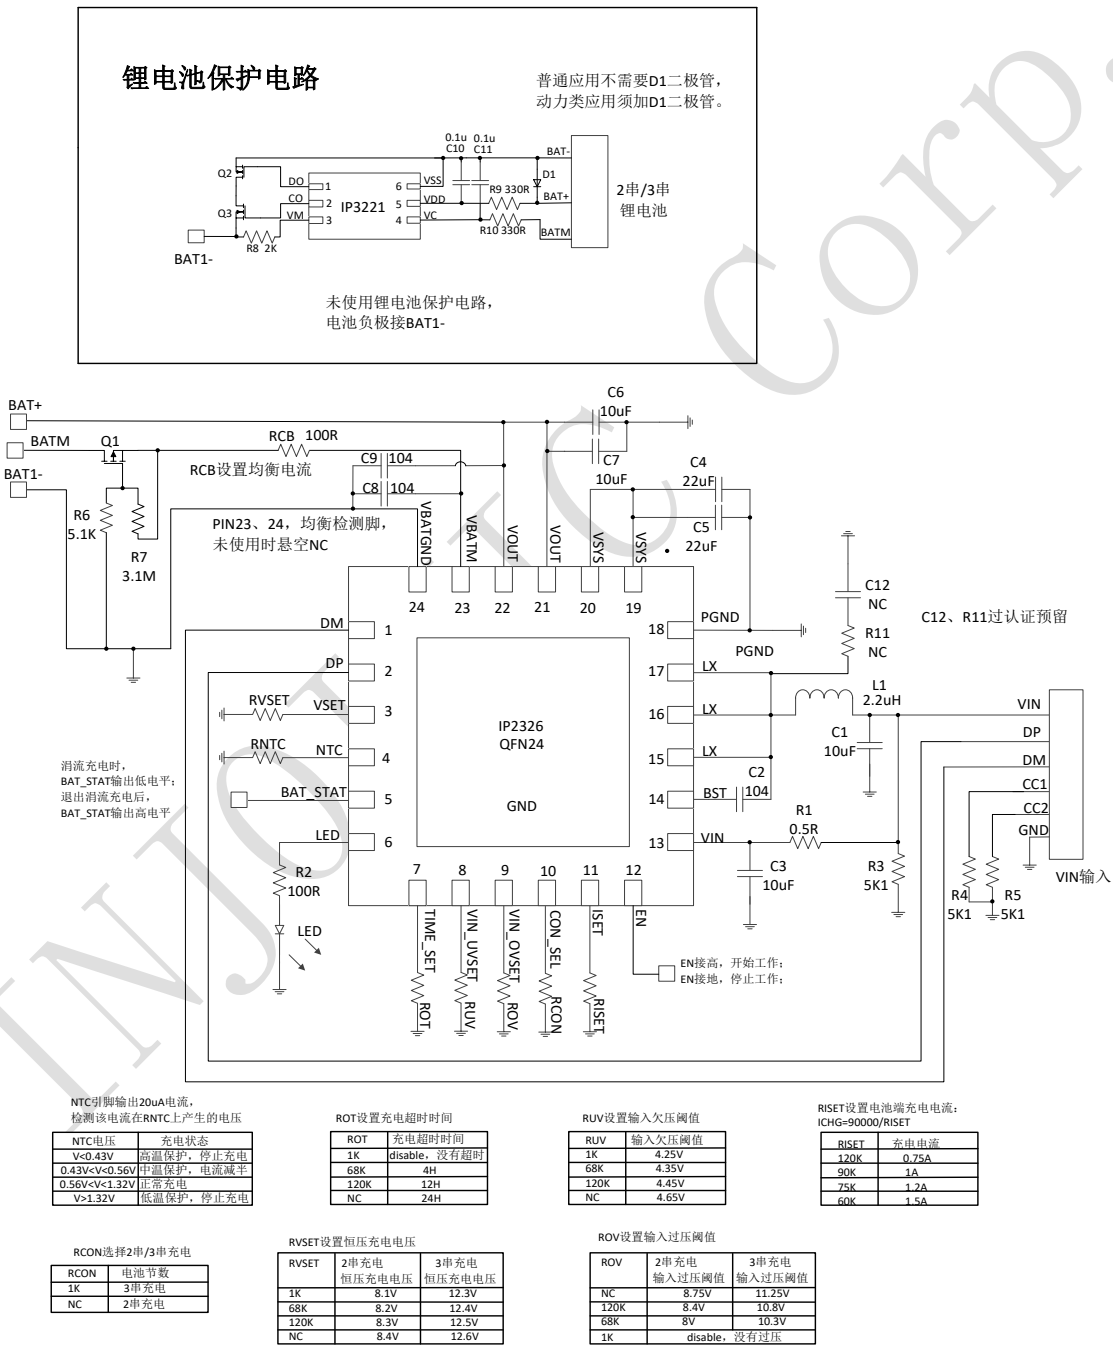 锂电池保护电路
普通应用不需要D1二极管，
动力类应用须加D1二极管。
0.1u 0.1u
C10 C11
BAT-
Q2
DO
1
6
VSS
D1
CO
2
IP3221
5
VDD
R9 330R
BAT+
2串/3串
锂电池
Q3
VM
3
4
VC
R10 330R
BATM
R8 2K
BAT1-
未使用锂电池保护电路，
电池负极接BAT1-
BAT+
BATM
Q1
RCB 100R
C6
10uF
BAT1-
RCB设置均衡电流
C9 104
C8 104
C7
10uF
C4
22uF
R6
5.1K
R7
3.1M
PIN23、24，均衡检测脚，
未使用时悬空NC
VBATGND
VBATM
VOUT
VOUT
VSYS
VSYS
C5
22uF
24
23
22
21
20
19
C12
NC
C12、R11过认证预留
R11
NC
DM
1
18
PGND
PGND
DP
2
17
LX
RVSET
VSET
3
16
LX
L1
2.2uH
VIN
IP2326
QFN24
C1
10uF
DP
RNTC
NTC
4
15
LX
DM
涓流充电时，
BAT_STAT输出低电平；
退出涓流充电后，
BAT_STAT输出高电平
BAT_STAT
5
GND
14
BST
C2
104
CC1
R1
0.5R
CC2
LED
6
13
VIN
GND
R2
100R
7
8
9
10
11
12
C3
10uF
R3
5K1
R4
5K1
R5
5K1
VIN输入
LED
TIME_SET
VIN_UVSET
VIN_OVSET
CON_SEL
ISET
EN
EN接高，开始工作；
EN接地，停止工作；
ROT
RUV
ROV
RCON
RISET
NTC引脚输出20uA电流，
检测该电流在RNTC上产生的电压
NTC电压 充电状态
V<0.43V 高温保护，停止充电
0.43V<V<0.56V 中温保护，电流减半
0.56V<V<1.32V 正常充电
V>1.32V 低温保护，停止充电
ROT设置充电超时时间
ROT 充电超时时间
1K disable，没有超时
68K 4H
120K 12H
NC 24H
RUV设置输入欠压阈值
RUV 输入欠压阈值
1K 4.25V
68K 4.35V
120K 4.45V
NC 4.65V
RISET设置电池端充电电流：
ICHG=90000/RISET
RISET 充电电流
120K 0.75A
90K 1A
75K 1.2A
60K 1.5A
RCON选择2串/3串充电
RCON 电池节数
1K 3串充电
NC 2串充电
RVSET设置恒压充电电压
RVSET 2串充电 3串充电
恒压充电电压 恒压充电电压
1K 8.1V 12.3V
68K 8.2V 12.4V
120K 8.3V 12.5V
NC 8.4V 12.6V
ROV设置输入过压阈值
ROV 2串充电 3串充电
输入过压阈值 输入过压阈值
NC 8.75V 11.25V
120K 8.4V 10.8V
68K 8V 10.3V
1K disable，没有过压
INJOIC Corp.